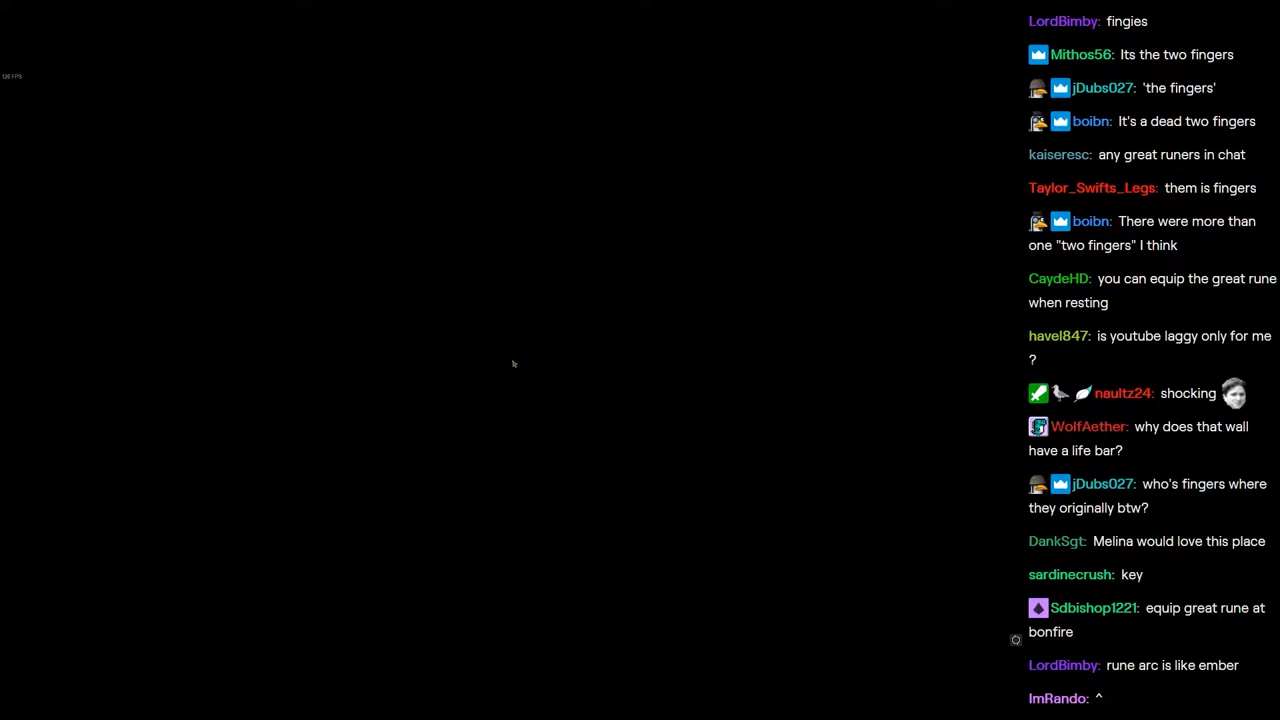 LordBimby: fingies
Mithos56: Its the two fingers
120 FPS
jDubs027: 'the fingers'
boibn: It's a dead two fingers
kaiseresc: any great runers in chat
Taylor_Swifts_Legs: them is fingers
boibn: There were more than
one "two fingers" I think
CaydeHD: you can equip the great rune
when resting
havel847: is youtube laggy only for me
?
naultz24: shocking
WolfAether: why does that wall
have a life bar?
jDubs027: who's fingers where
they originally btw?
DankSgt: Melina would love this place
sardinecrush: key
Sdbishop1221: equip great rune at
bonfire
LordBimby: rune arc is like ember
ImRando: ^